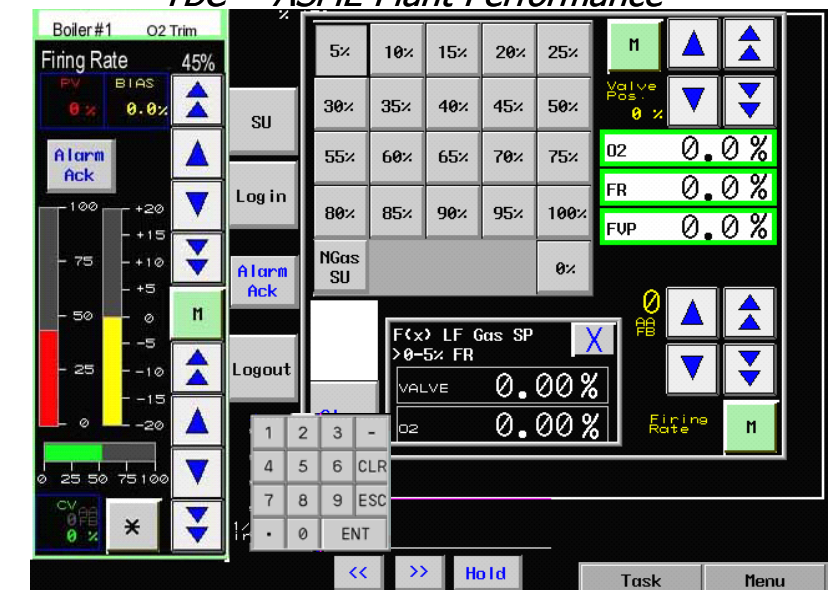 ASME Plant Performance
Boiler#1 O2 Trim
Firing Rate 45%
PV BIAS
0 % 0.0%
Alarm
Ack
100 +20
+15
75 +10
+5
50 0
-5
25 -10
-15
0 -20
M
0 25 50 75 100
CV AA
0 FB
0 %
*
SU
Login
Alarm
Ack
Logout
5% 10% 15% 20% 25%
30% 35% 40% 45% 50%
55% 60% 65% 70% 75%
80% 85% 90% 95% 100%
NGas
SU
0%
M
Valve
Pos.
0 %
O2 0.0 %
FR 0.0 %
FVP 0.0 %
0
AA
FB
F(x) LF Gas SP
>0-5% FR
X
VALVE 0.00 %
O2 0.00 %
Firing
Rate
M
1 2 3 -
4 5 6 CLR
7 8 9 ESC
. 0 ENT
<< >> Hold
Task Menu